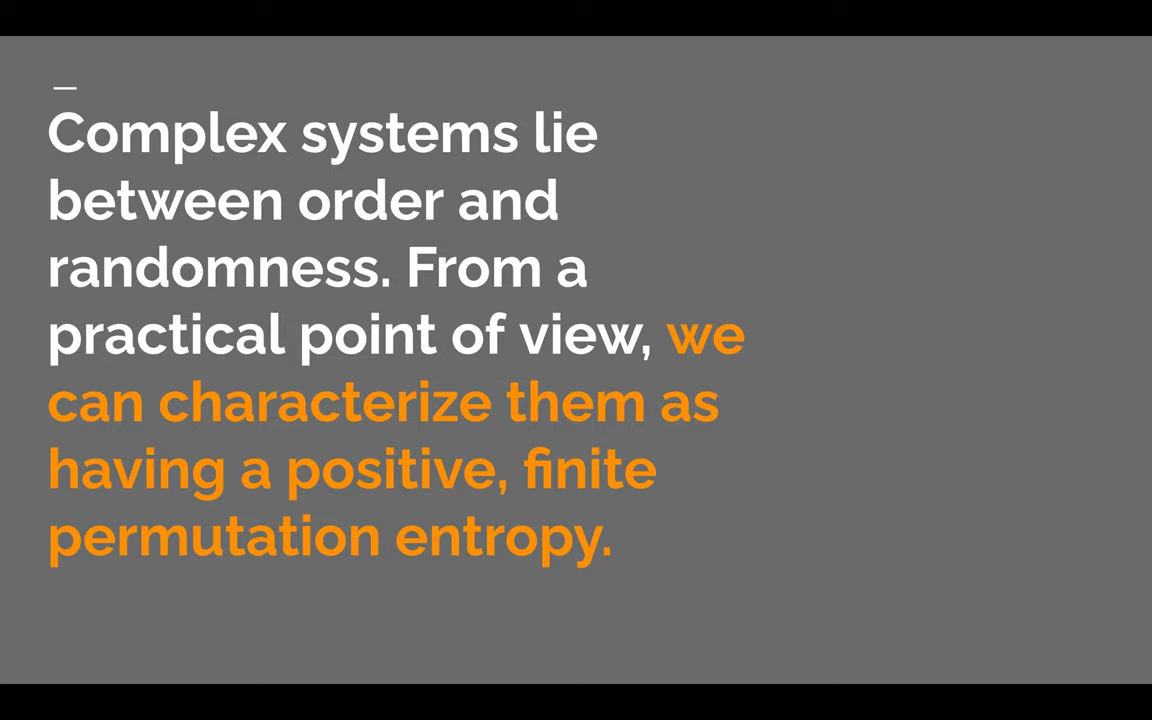 Complex systems lie
between order and
randomness. From a
practical point of view, we
can characterize them as
having a positive, finite
permutation entropy.